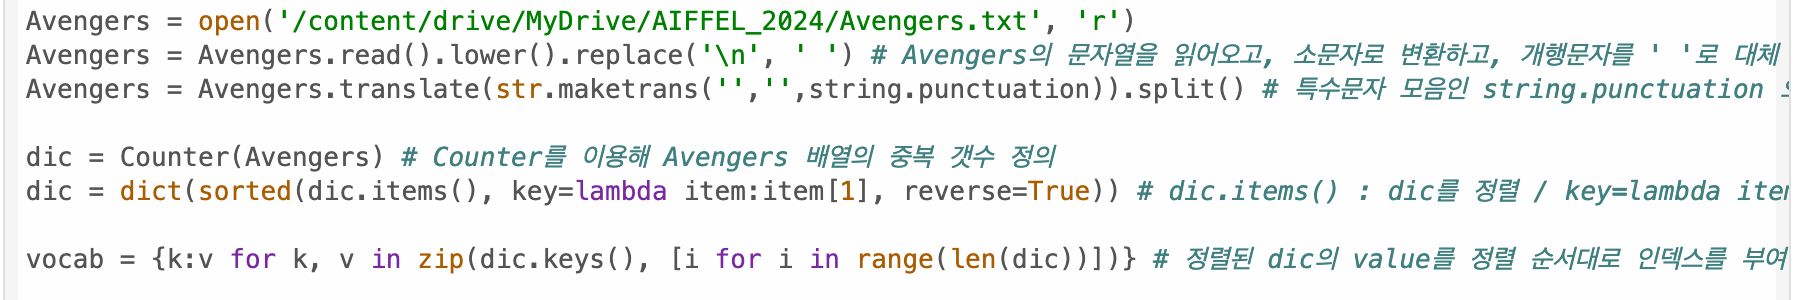 Avengers = open('/content/drive/MyDrive/AIFFEL_2024/Avengers.txt', 'r')
Avengers = Avengers.read().lower().replace('\n', ' ') # Avengers의 문자열을 읽어오고, 소문자로 변환하고, 개행문자를 ' '로 대체
Avengers = Avengers.translate(str.maketrans('','',string.punctuation)).split() # 특수문자 모음인 string.punctuation
dic = Counter(Avengers) # Counter를 이용해 Avengers 배열의 중복 갯수 정의
dic = dict(sorted(dic.items(), key=lambda item:item[1], reverse=True)) # dic.items() : dic를 정렬 / key=lambda
vocab = {k:v for k, v in zip(dic.keys(), [i for i in range(len(dic))])} # 정렬된 dic의 value를 정렬 순서대로 인덱스를 부여